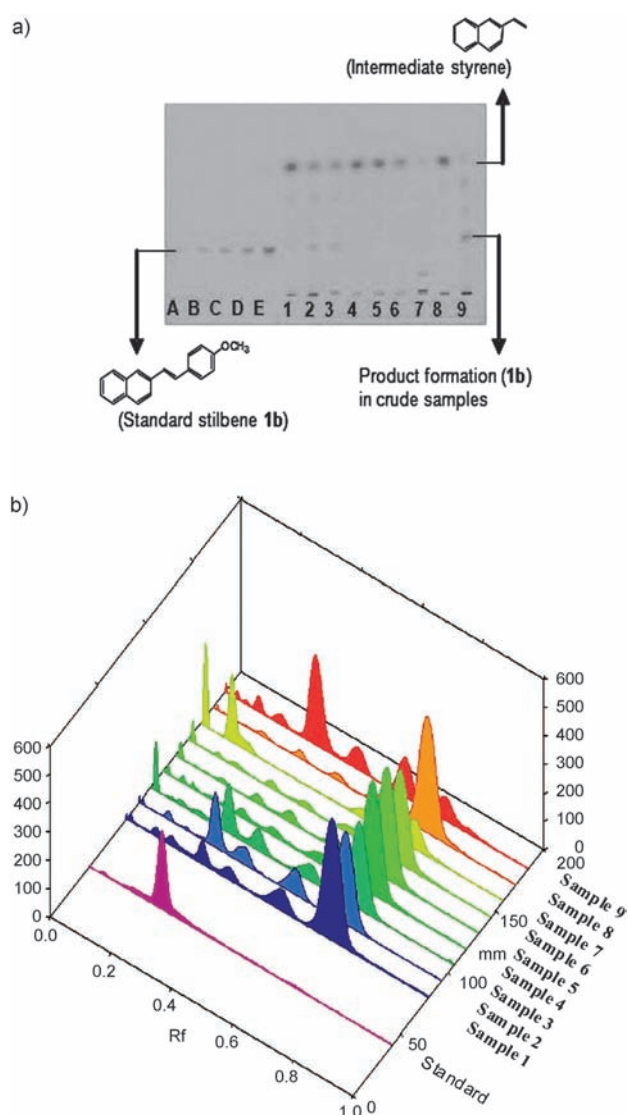 a)
(Intermediate styrene)
A B C D E 1 2 3 4 5 6 7 8 9
OCH₃
(Standard stilbene 1b)
Product formation (1b)
in crude samples
b)
600
500
400
300
200
100
0
0.0
0.2
0.4
0.6
0.8
1.0
Rf
600
500
400
300
200
100
0
200
150
mm
100
50
0
Sample 9
Sample 8
Sample 7
Sample 6
Sample 5
Sample 4
Sample 3
Sample 2
Sample 1
Standard